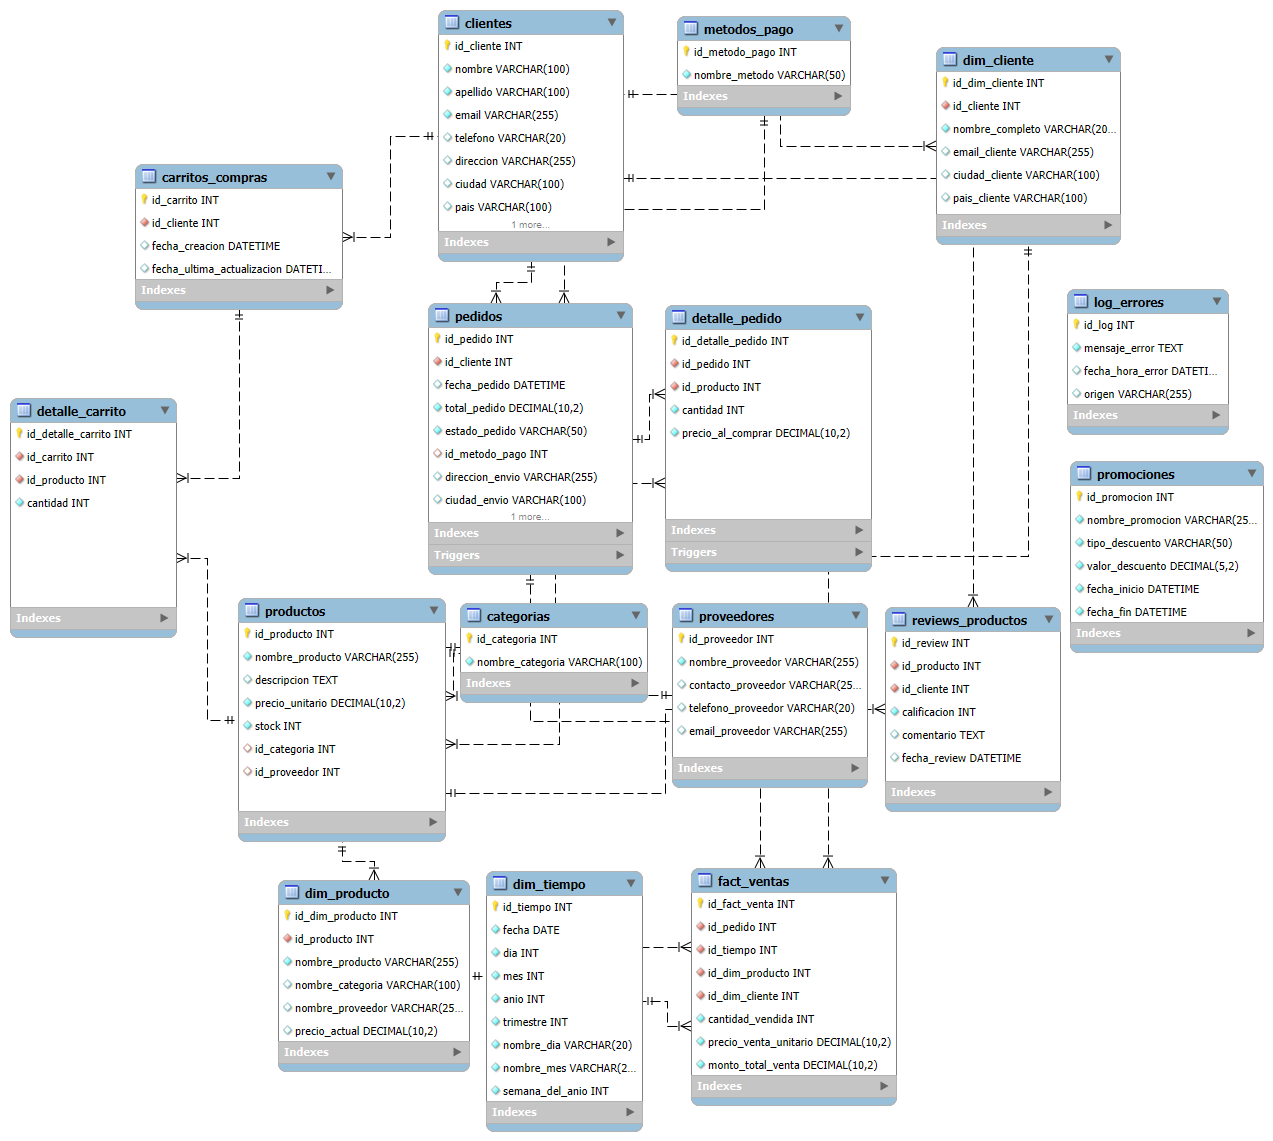 clientes
id_cliente INT
nombre VARCHAR(100)
apellido VARCHAR(100)
email VARCHAR(255)
telefono VARCHAR(20)
direccion VARCHAR(255)
ciudad VARCHAR(100)
pais VARCHAR(100)
1 more...
Indexes
metodos_pago
id_metodo_pago INT
nombre_metodo VARCHAR(50)
Indexes
dim_cliente
id_dim_cliente INT
id_cliente INT
nombre_completo VARCHAR(20...
email_cliente VARCHAR(255)
ciudad_cliente VARCHAR(100)
pais_cliente VARCHAR(100)
Indexes
carritos_compras
id_carrito INT
id_cliente INT
fecha_creacion DATETIME
fecha_ultima_actualizacion DATETI...
Indexes
pedidos
id_pedido INT
id_cliente INT
fecha_pedido DATETIME
total_pedido DECIMAL(10,2)
estado_pedido VARCHAR(50)
id_metodo_pago INT
direccion_envio VARCHAR(255)
ciudad_envio VARCHAR(100)
1 more...
Indexes
Triggers
detalle_pedido
id_detalle_pedido INT
id_pedido INT
id_producto INT
cantidad INT
precio_al_comprar DECIMAL(10,2)
Indexes
Triggers
log_errores
id_log INT
mensaje_error TEXT
fecha_hora_error DATETI...
origen VARCHAR(255)
Indexes
detalle_carrito
id_detalle_carrito INT
id_carrito INT
id_producto INT
cantidad INT
Indexes
promociones
id_promocion INT
nombre_promocion VARCHAR(25...
tipo_descuento VARCHAR(50)
valor_descuento DECIMAL(5,2)
fecha_inicio DATETIME
fecha_fin DATETIME
Indexes
productos
id_producto INT
nombre_producto VARCHAR(255)
descripcion TEXT
precio_unitario DECIMAL(10,2)
stock INT
id_categoria INT
id_proveedor INT
Indexes
categorias
id_categoria INT
nombre_categoria VARCHAR(100)
Indexes
proveedores
id_proveedor INT
nombre_proveedor VARCHAR(255)
contacto_proveedor VARCHAR(25...
telefono_proveedor VARCHAR(20)
email_proveedor VARCHAR(255)
Indexes
reviews_productos
id_review INT
id_producto INT
id_cliente INT
calificacion INT
comentario TEXT
fecha_review DATETIME
Indexes
dim_producto
id_dim_producto INT
id_producto INT
nombre_producto VARCHAR(255)
nombre_categoria VARCHAR(100)
nombre_proveedor VARCHAR(25...
precio_actual DECIMAL(10,2)
Indexes
dim_tiempo
id_tiempo INT
fecha DATE
dia INT
mes INT
anio INT
trimestre INT
nombre_dia VARCHAR(20)
nombre_mes VARCHAR(2...
semana_del_anio INT
Indexes
fact_ventas
id_fact_venta INT
id_pedido INT
id_tiempo INT
id_dim_producto INT
id_dim_cliente INT
cantidad_vendida INT
precio_venta_unitario DECIMAL(10,2)
monto_total_venta DECIMAL(10,2)
Indexes